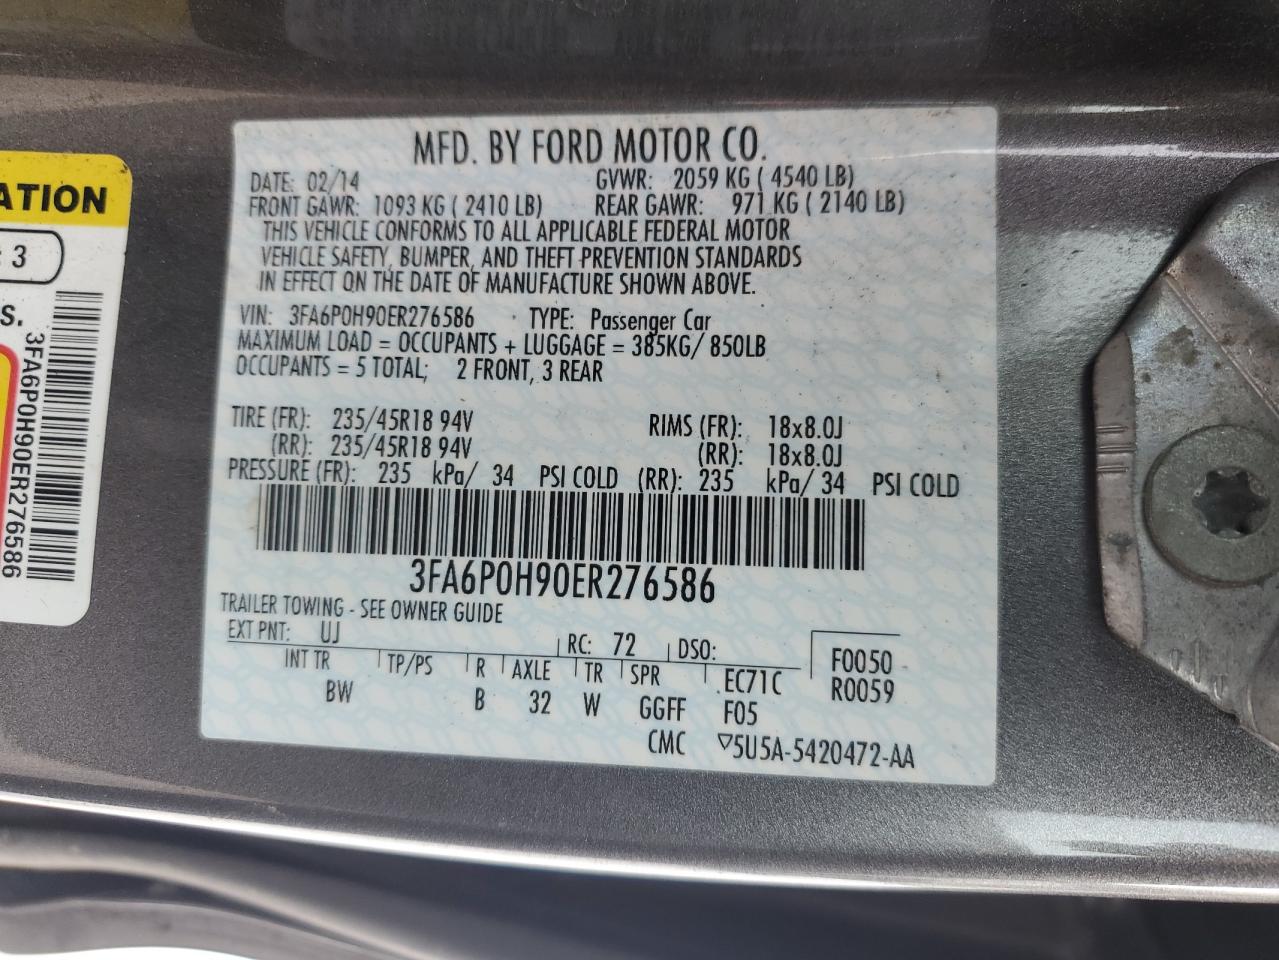 MFD. BY FORD MOTOR CO.
DATE: 02/14 GVWR: 2059 KG ( 4540 LB)
FRONT GAWR: 1093 KG ( 2410 LB) REAR GAWR: 971 KG ( 2140 LB)
THIS VEHICLE CONFORMS TO ALL APPLICABLE FEDERAL MOTOR
VEHICLE SAFETY, BUMPER, AND THEFT PREVENTION STANDARDS
IN EFFECT ON THE DATE OF MANUFACTURE SHOWN ABOVE.
VIN: 3FA6P0H90ER276586 TYPE: Passenger Car
MAXIMUM LOAD = OCCUPANTS + LUGGAGE = 385KG/ 850LB
OCCUPANTS = 5 TOTAL; 2 FRONT, 3 REAR
TIRE (FR): 235/45R18 94V RIMS (FR): 18x8.0J
(RR): 235/45R18 94V (RR): 18x8.0J
PRESSURE (FR): 235 kPa/ 34 PSI COLD (RR): 235 kPa/ 34 PSI COLD
3FA6P0H90ER276586
TRAILER TOWING - SEE OWNER GUIDE
EXT PNT: UJ RC: 72 DSO: F0050
INT TR TP/PS R AXLE TR SPR EC71C R0059
BW B 32 W GGFF F05
CMC ▽5U5A-5420472-AA
ATION
: 3
S.
3FA6P0H90ER276586